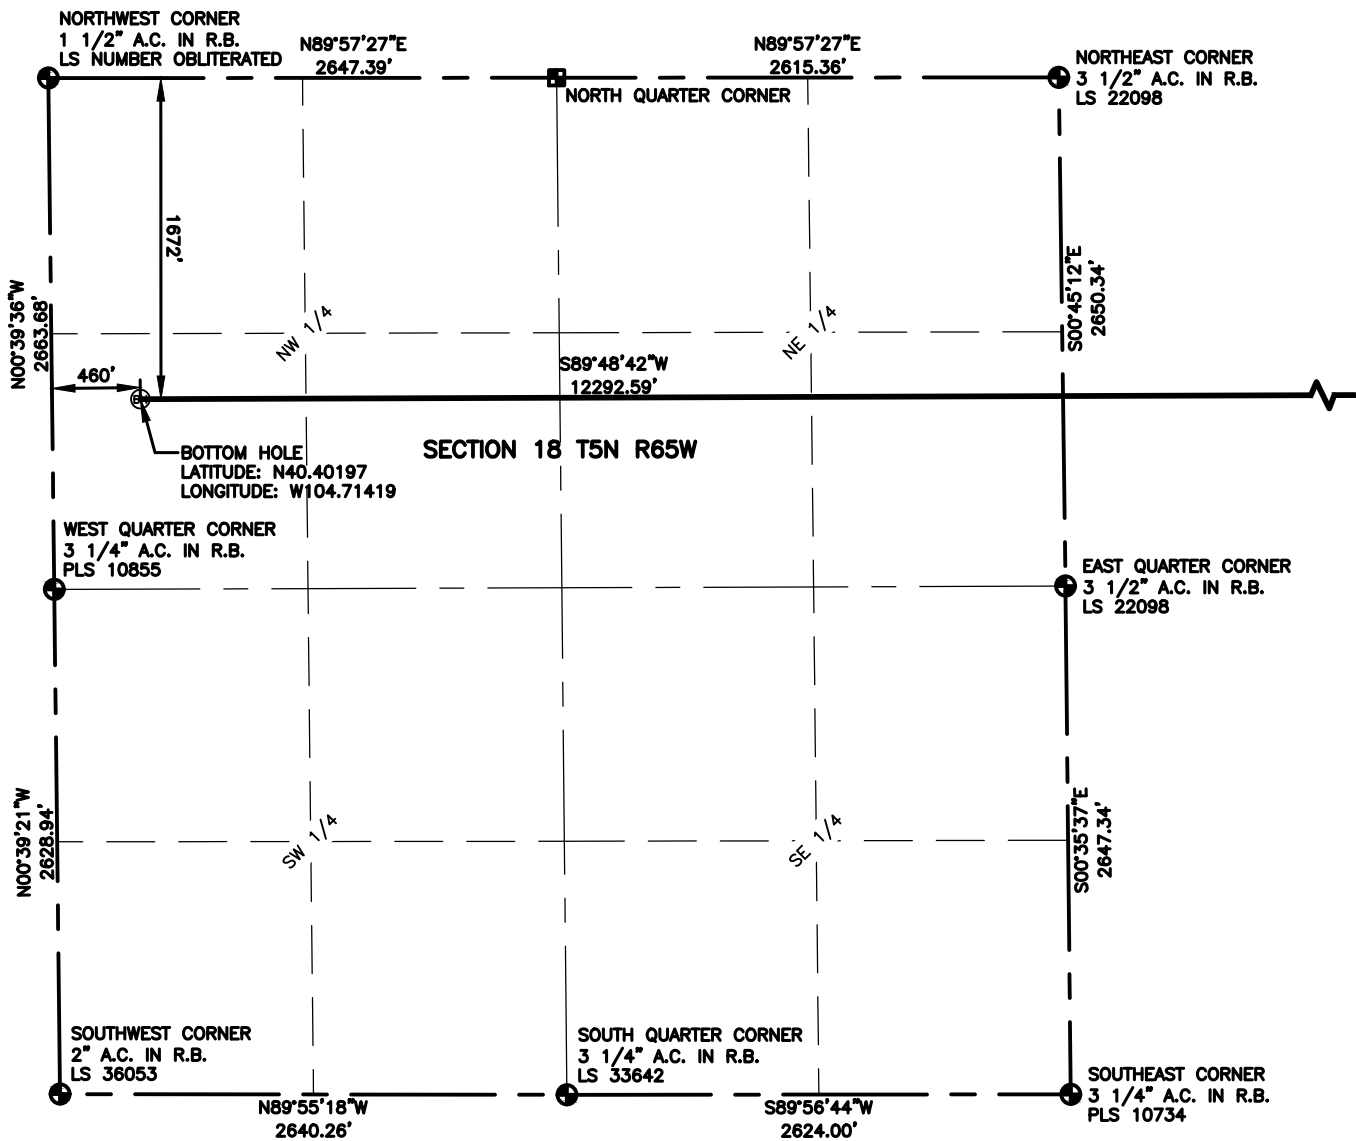 NORTHWEST CORNER
1 1/2" A.C. IN R.B.
LS NUMBER OBLITERATED
N89°57'27"E
2647.39'
N89°57'27"E
2615.36'
NORTHEAST CORNER
3 1/2" A.C. IN R.B.
LS 22098
NORTH QUARTER CORNER
1672'
N00°39'36"W
2663.68'
S00°45'12"E
2650.34'
NW 1/4
NE 1/4
460'
S89°48'42"W
12292.59'
BH
BOTTOM HOLE
LATITUDE: N40.40197
LONGITUDE: W104.71419
SECTION 18 T5N R65W
WEST QUARTER CORNER
3 1/4" A.C. IN R.B.
PLS 10855
EAST QUARTER CORNER
3 1/2" A.C. IN R.B.
LS 22098
N00°39'21"W
2628.94'
SW 1/4
SE 1/4
S00°35'37"E
2647.34'
SOUTHWEST CORNER
2" A.C. IN R.B.
LS 36053
SOUTH QUARTER CORNER
3 1/4" A.C. IN R.B.
LS 33642
SOUTHEAST CORNER
3 1/4" A.C. IN R.B.
PLS 10734
N89°55'18"W
2640.26'
S89°56'44"W
2624.00'